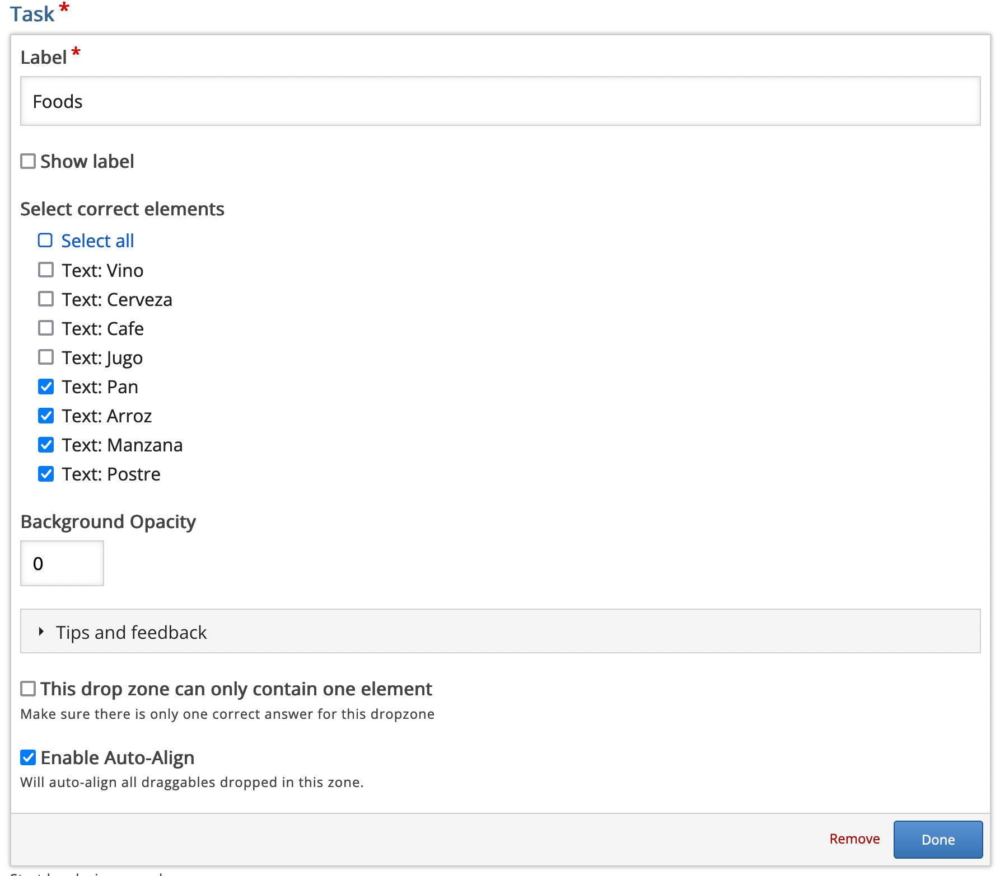 Task *
Label *
Foods
Show label
Select correct elements
Select all
Text: Vino
Text: Cerveza
Text: Cafe
Text: Jugo
Text: Pan
Text: Arroz
Text: Manzana
Text: Postre
Background Opacity
0
Tips and feedback
This drop zone can only contain one element
Make sure there is only one correct answer for this dropzone
Enable Auto-Align
Will auto-align all draggables dropped in this zone.
Remove
Done